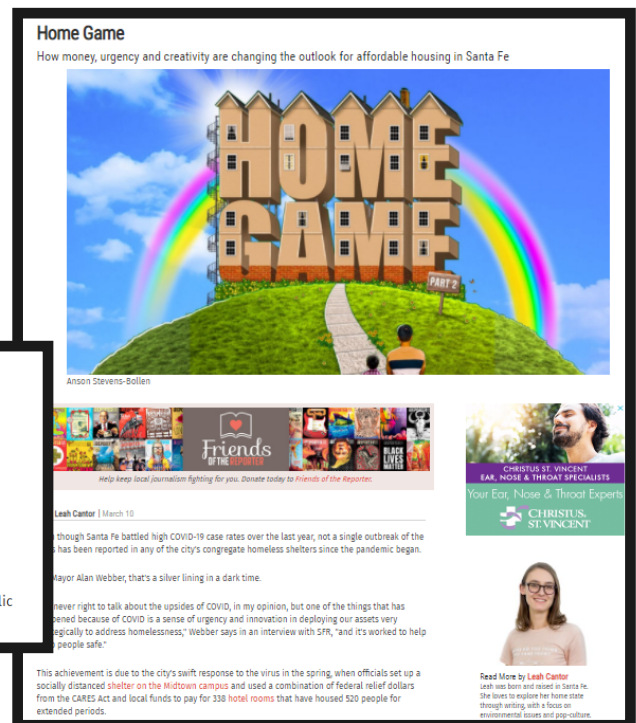 Home Game
How money, urgency and creativity are changing the outlook for affordable housing in Santa Fe
HOME
GAME
PART 2
Anson Stevens-Bollen
Friends
OF THE REPORTER
BLACK
LIVES
MATTER
Help keep local journalism fighting for you. Donate today to Friends of the Reporter.
Leah Cantor | March 10
though Santa Fe battled high COVID-19 case rates over the last year, not a single outbreak of the
has been reported in any of the city's congregate homeless shelters since the pandemic began.
Mayor Alan Webber, that's a silver lining in a dark time.
never right to talk about the upsides of COVID, in my opinion, but one of the things that has
because of COVID is a sense of urgency and innovation in deploying our assets very
to address homelessness," Webber says in an interview with SFR, "and it's worked to help
people safe."
This achievement is due to the city's swift response to the virus in the spring, when officials set up a
socially distanced shelter on the Midtown campus and used a combination of federal relief dollars
from the CARES Act and local funds to pay for 338 hotel rooms that have housed 520 people for
extended periods.
lic
CHRISTUS ST. VINCENT
EAR, NOSE & THROAT SPECIALISTS
Your Ear, Nose & Throat Experts
CHRISTUS.
ST. VINCENT
Read More by Leah Cantor
Leah was born and raised in Santa Fe.
She loves to explore her home state
through writing, with a focus on
environmental issues and pop-culture.